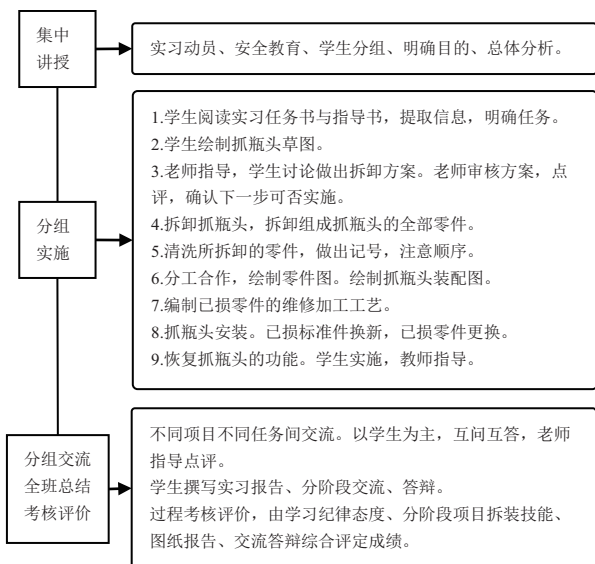 集中
讲授
实习动员、安全教育、学生分组、明确目的、总体分析。
分组
实施
1.学生阅读实习任务书与指导书，提取信息，明确任务。
2.学生绘制抓瓶头草图。
3.老师指导，学生讨论做出拆卸方案。老师审核方案，点
评，确认下一步可否实施。
4.拆卸抓瓶头，拆卸组成抓瓶头的全部零件。
5.清洗所拆卸的零件，做出记号，注意顺序。
6.分工合作，绘制零件图。绘制抓瓶头装配图。
7.编制已损零件的维修加工工艺。
8.抓瓶头安装。已损标准件换新，已损零件更换。
9.恢复抓瓶头的功能。学生实施，教师指导。
分组交流
全班总结
考核评价
不同项目不同任务间交流。以学生为主，互问互答，老师
指导点评。
学生撰写实习报告、分阶段交流、答辩。
过程考核评价，由学习纪律态度、分阶段项目拆装技能、
图纸报告、交流答辩综合评定成绩。